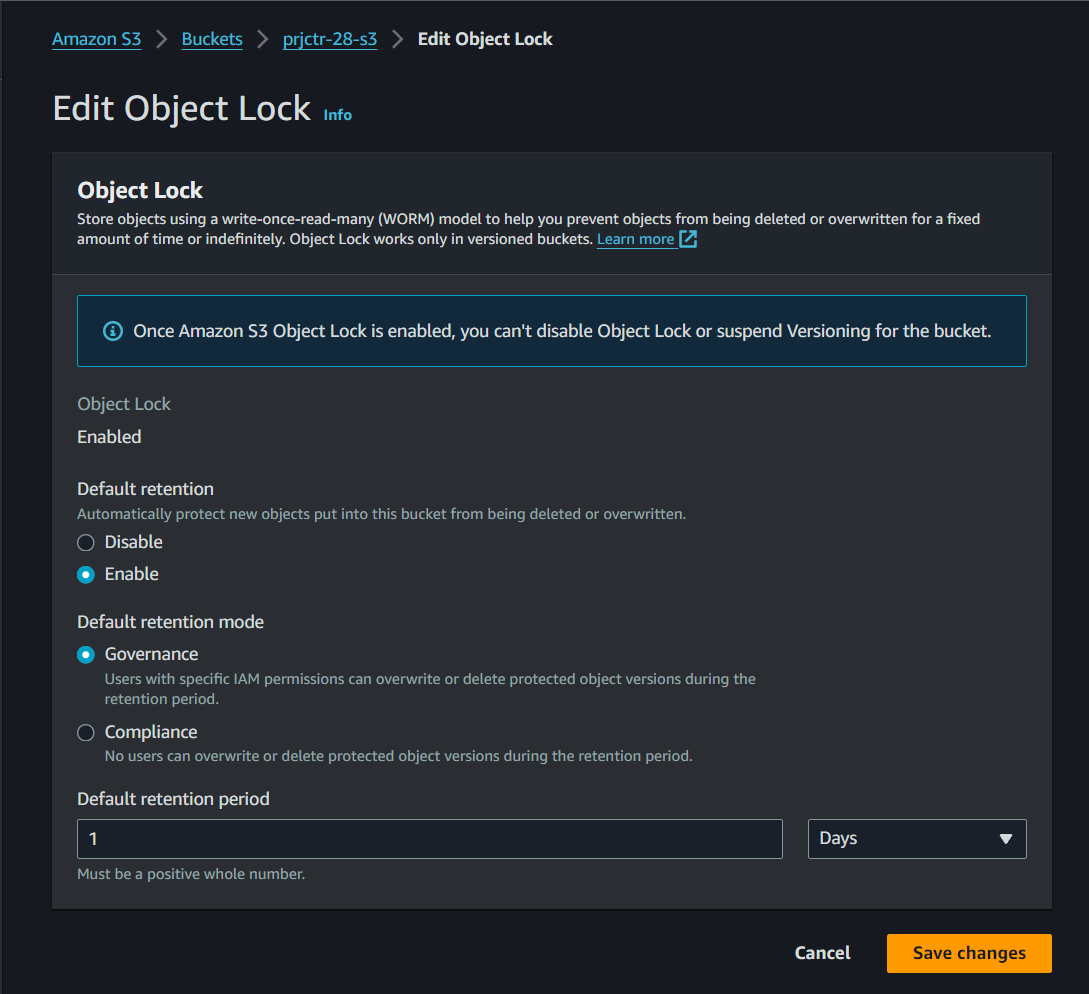 Amazon S3 > Buckets > prjctr-28-s3 > Edit Object Lock
Edit Object Lock Info
Object Lock
Store objects using a write-once-read-many (WORM) model to help you prevent objects from being deleted or overwritten for a fixed
amount of time or indefinitely. Object Lock works only in versioned buckets. Learn more
Once Amazon S3 Object Lock is enabled, you can't disable Object Lock or suspend Versioning for the bucket.
Object Lock
Enabled
Default retention
Automatically protect new objects put into this bucket from being deleted or overwritten.
Disable
Enable
Default retention mode
Governance
Users with specific IAM permissions can overwrite or delete protected object versions during the
retention period.
Compliance
No users can overwrite or delete protected object versions during the retention period.
Default retention period
1 Days
Must be a positive whole number.
Cancel Save changes